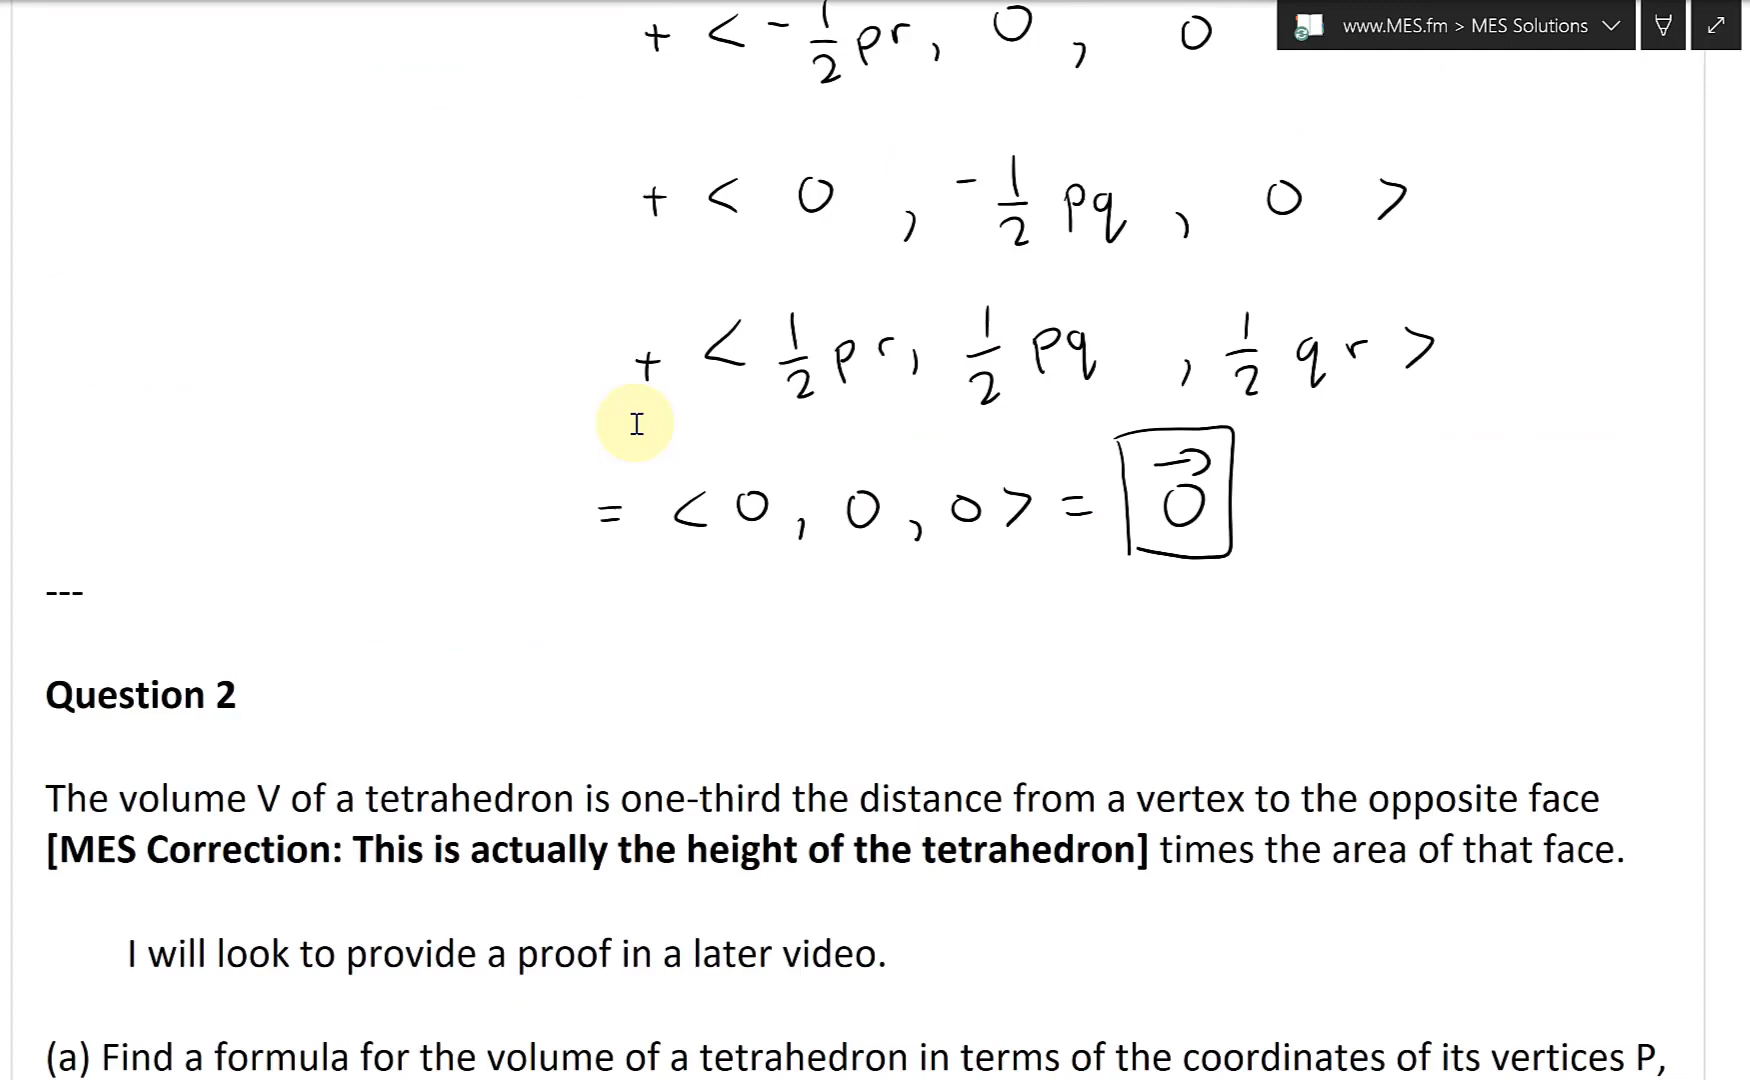 www.MES.fm > MES Solutions
+ < -1/2 pr, 0, 0
+ < 0, -1/2 pq, 0 >
+ < 1/2 pr, 1/2 pq, 1/2 qr >
= < 0, 0, 0 > = 0⃗
---
Question 2
The volume V of a tetrahedron is one-third the distance from a vertex to the opposite face
[MES Correction: This is actually the height of the tetrahedron] times the area of that face.
I will look to provide a proof in a later video.
(a) Find a formula for the volume of a tetrahedron in terms of the coordinates of its vertices P,